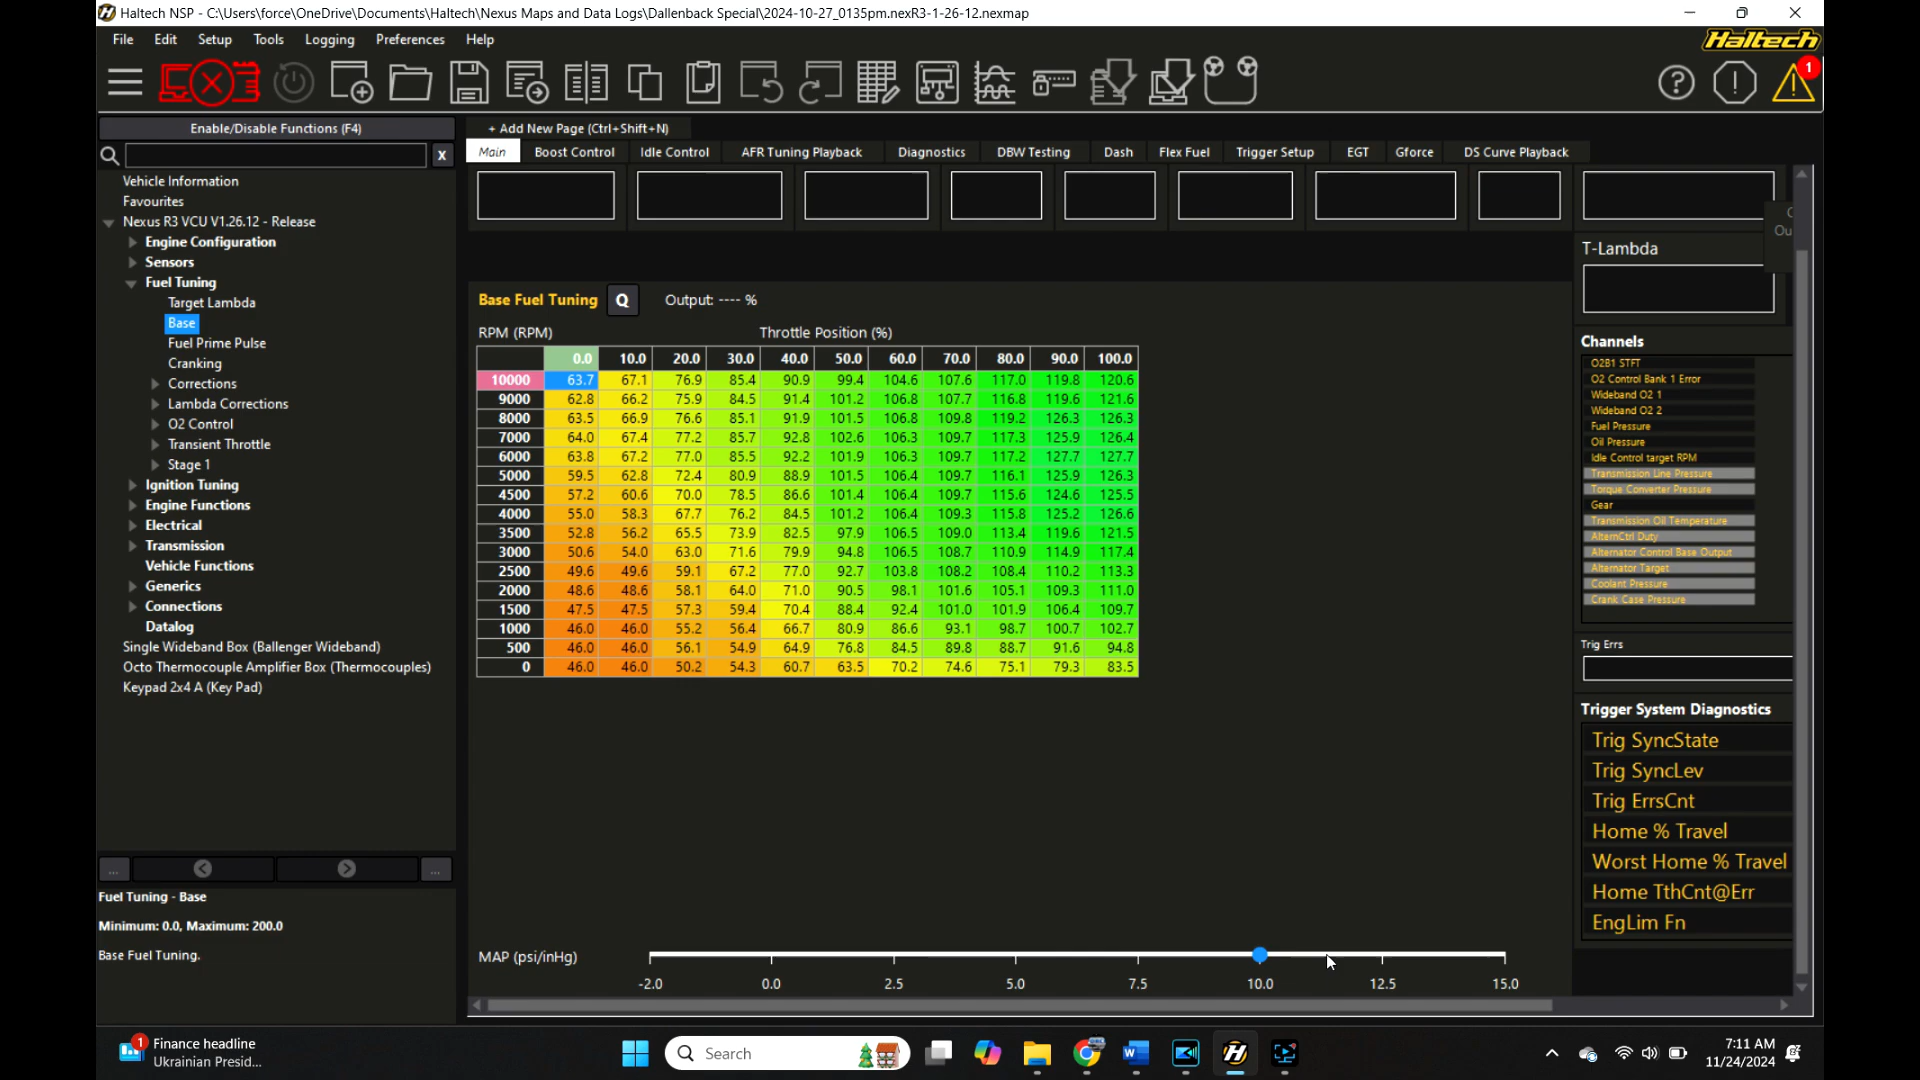 Haltech NSP - C:\Users\force\OneDrive\Documents\Haltech\Nexus Maps and Data Logs\Dallenback Special\2024-10-27_0135pm.nexR3-1-26-12.nexmap
File Edit Setup Tools Logging Preferences Help
Haltech
1
Enable/Disable Functions (F4)
+ Add New Page (Ctrl+Shift+N)
X
Main Boost Control Idle Control AFR Tuning Playback Diagnostics DBW Testing Dash Flex Fuel Trigger Setup EGT Gforce DS Curve Playback
Vehicle Information
Favourites
Nexus R3 VCU V1.26.12 - Release
Engine Configuration
Sensors
Fuel Tuning
Target Lambda
Base
Fuel Prime Pulse
Cranking
Corrections
Lambda Corrections
O2 Control
Transient Throttle
Stage 1
Ignition Tuning
Engine Functions
Electrical
Transmission
Vehicle Functions
Generics
Connections
Datalog
Single Wideband Box (Ballenger Wideband)
Octo Thermocouple Amplifier Box (Thermocouples)
Keypad 2x4 A (Key Pad)
... ...
Fuel Tuning - Base
Minimum: 0.0, Maximum: 200.0
Base Fuel Tuning.
Base Fuel Tuning Q Output: ---- %
RPM (RPM) Throttle Position (%)
0.0 10.0 20.0 30.0 40.0 50.0 60.0 70.0 80.0 90.0 100.0
10000 63.7 67.1 76.9 85.4 90.9 99.4 104.6 107.6 117.0 119.8 120.6
9000 62.8 66.2 75.9 84.5 91.4 101.2 106.8 107.7 116.8 119.6 121.6
8000 63.5 66.9 76.6 85.1 91.9 101.5 106.8 109.8 119.2 126.3 126.3
7000 64.0 67.4 77.2 85.7 92.8 102.6 106.3 109.7 117.3 125.9 126.4
6000 63.8 67.2 77.0 85.5 92.2 101.9 106.3 109.7 117.2 127.7 127.7
5000 59.5 62.8 72.4 80.9 88.9 101.5 106.4 109.7 116.1 125.9 126.3
4500 57.2 60.6 70.0 78.5 86.6 101.4 106.4 109.7 115.6 124.6 125.5
4000 55.0 58.3 67.7 76.2 84.5 101.2 106.4 109.3 115.8 125.2 126.6
3500 52.8 56.2 65.5 73.9 82.5 97.9 106.5 109.0 113.4 119.6 121.5
3000 50.6 54.0 63.0 71.6 79.9 94.8 106.5 108.7 110.9 114.9 117.4
2500 49.6 49.6 59.1 67.2 77.0 92.7 103.8 108.2 108.4 110.2 113.3
2000 48.6 48.6 58.1 64.0 71.0 90.5 98.1 101.6 105.1 109.3 111.0
1500 47.5 47.5 57.3 59.4 70.4 88.4 92.4 101.0 101.9 106.4 109.7
1000 46.0 46.0 55.2 56.4 66.7 80.9 86.6 93.1 98.7 100.7 102.7
500 46.0 46.0 56.1 54.9 64.9 76.8 84.5 89.8 88.7 91.6 94.8
0 46.0 46.0 50.2 54.3 60.7 63.5 70.2 74.6 75.1 79.3 83.5
MAP (psi/inHg)
-2.0 0.0 2.5 5.0 7.5 10.0 12.5 15.0
Ou
T-Lambda
Channels
O2B1 STFT
O2 Control Bank 1 Error
Wideband O2 1
Wideband O2 2
Fuel Pressure
Oil Pressure
Idle Control target RPM
Transmission Line Pressure
Torque Converter Pressure
Gear
Transmission Oil Temperature
AlternCtrl Duty
Alternator Control Base Output
Alternator Target
Coolant Pressure
Crank Case Pressure
Trig Errs
Trigger System Diagnostics
Trig SyncState
Trig SyncLev
Trig ErrsCnt
Home % Travel
Worst Home % Travel
Home TthCnt@Err
EngLim Fn
1
Finance headline
Ukrainian Presid...
Search
7:11 AM
11/24/2024